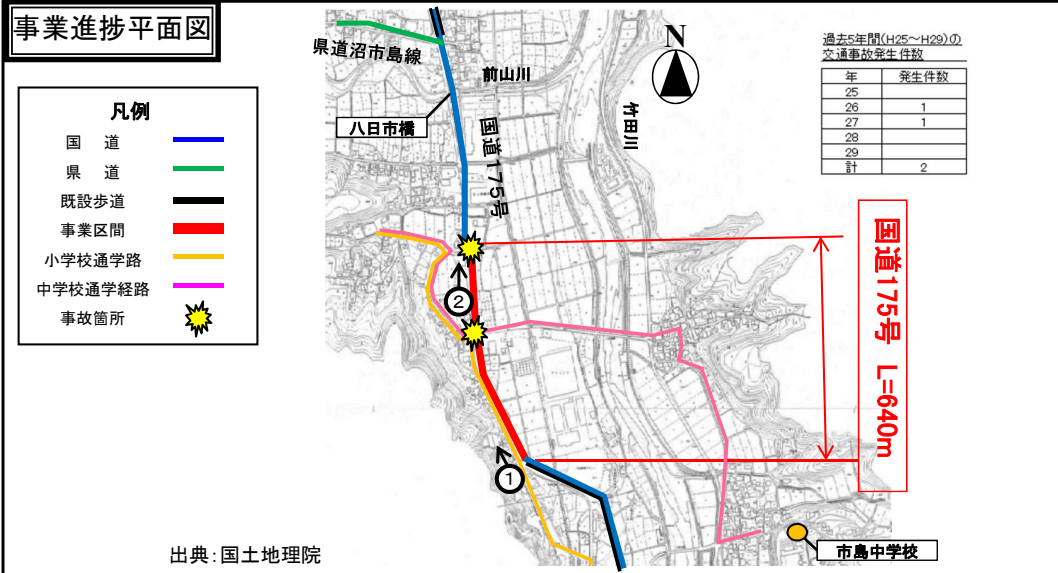 事業進捗平面図
凡例
国 道
県 道
既設歩道
事業区間
小学校通学路
中学校通学経路
事故箇所
県道沼市島線
前山川
八日市橋
国道175号
竹田川
N
過去5年間(H25～H29)の
交通事故発生件数
年 発生件数
25
26 1
27 1
28
29
計 2
国道175号 L=640m
②
①
市島中学校
出典:国土地理院